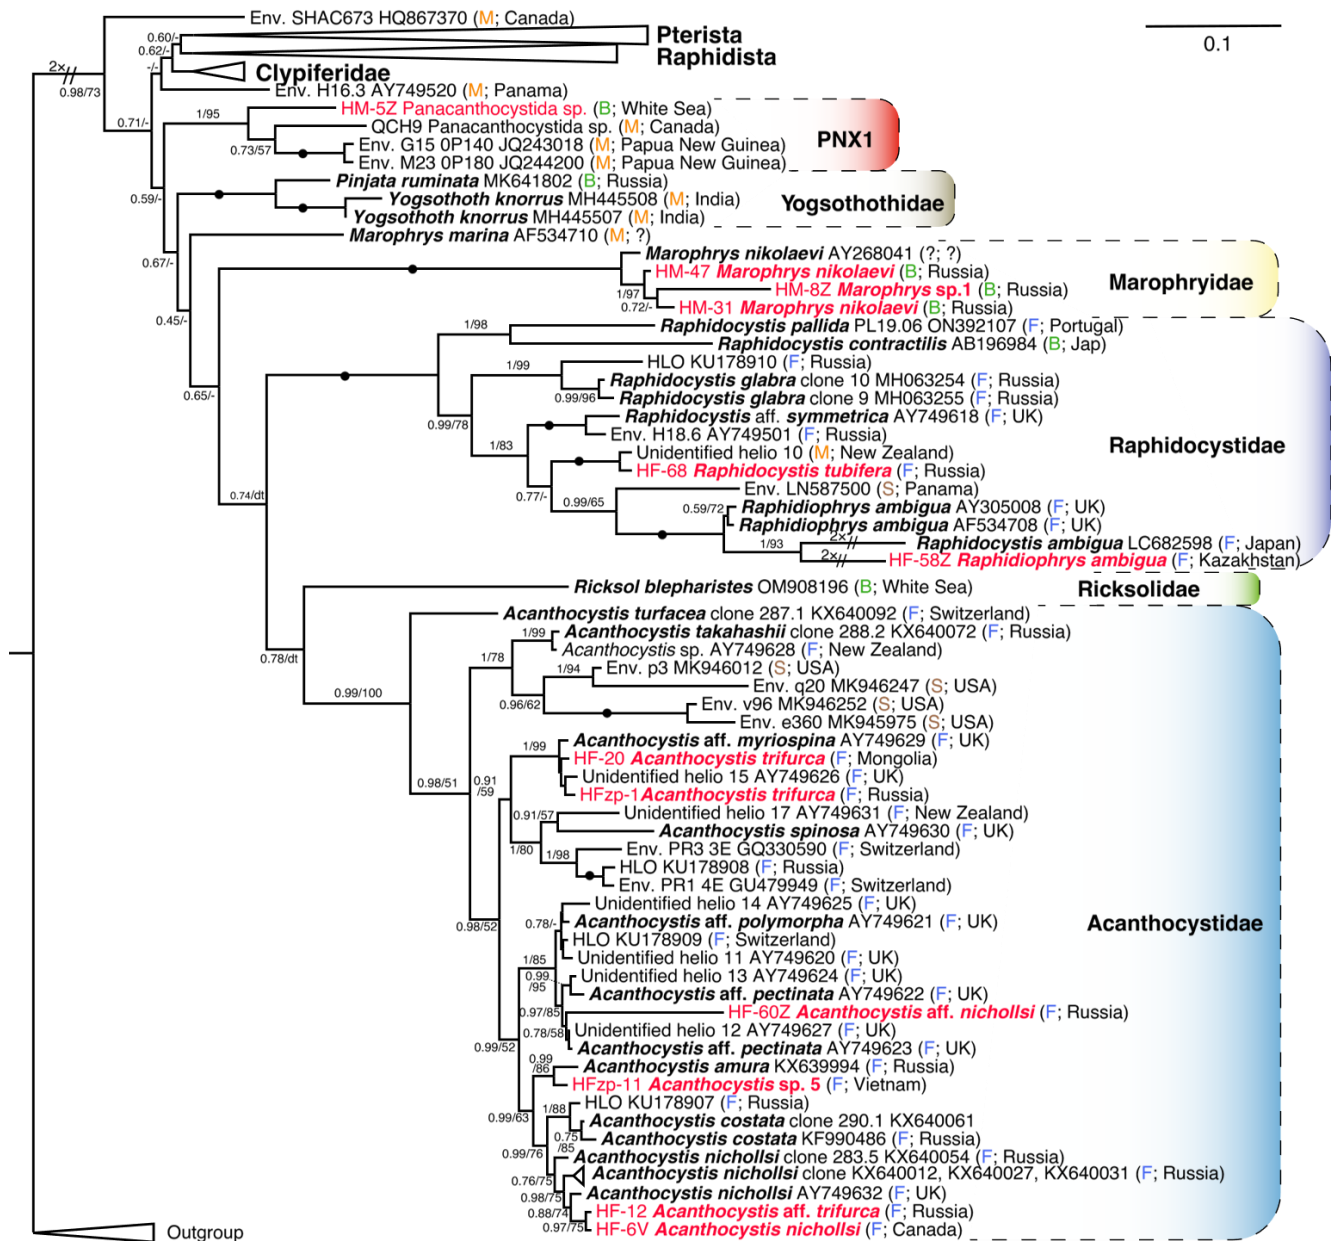 Env. SHAC673 HQ867370 (M; Canada)
0.1
Pterista
0.60/-
0.62/-
Raphidista
2×
-/-
Clypiferidae
0.98/73
Env. H16.3 AY749520 (M; Panama)
0.71/-
1/95
HM-5Z Panacanthocystida sp. (B; White Sea)
QCH9 Panacanthocystida sp. (M; Canada)
PNX1
0.73/57
Env. G15 0P140 JQ243018 (M; Papua New Guinea)
Env. M23 0P180 JQ244200 (M; Papua New Guinea)
Pinjata ruminata MK641802 (B; Russia)
0.59/-
Yogsothoth knorrus MH445508 (M; India)
Yogsothothidae
Yogsothoth knorrus MH445507 (M; India)
Marophrys marina AF534710 (M; ?)
0.67/-
Marophrys nikolaevi AY268041 (?; ?)
HM-47 Marophrys nikolaevi (B; Russia)
Marophryidae
1/97
HM-8Z Marophrys sp.1 (B; Russia)
0.72/-
HM-31 Marophrys nikolaevi (B; Russia)
0.45/-
1/98
Raphidocystis pallida PL19.06 ON392107 (F; Portugal)
Raphidocystis contractilis AB196984 (B; Jap)
1/99
HLO KU178910 (F; Russia)
Raphidocystis glabra clone 10 MH063254 (F; Russia)
0.65/-
0.99/96
Raphidocystis glabra clone 9 MH063255 (F; Russia)
0.99/78
Raphidocystis aff. symmetrica AY749618 (F; UK)
Env. H18.6 AY749501 (F; Russia)
1/83
Raphidocystidae
Unidentified helio 10 (M; New Zealand)
HF-68 Raphidocystis tubifera (F; Russia)
0.74/dt
0.77/-
0.99/65
Env. LN587500 (S; Panama)
0.59/72
Raphidiophrys ambigua AY305008 (F; UK)
Raphidiophrys ambigua AF534708 (F; UK)
1/93
2×
Raphidocystis ambigua LC682598 (F; Japan)
2×
HF-58Z Raphidiophrys ambigua (F; Kazakhstan)
Ricksol blepharistes OM908196 (B; White Sea)
Ricksolidae
Acanthocystis turfacea clone 287.1 KX640092 (F; Switzerland)
1/99
Acanthocystis takahashii clone 288.2 KX640072 (F; Russia)
0.78/dt
1/78
Acanthocystis sp. AY749628 (F; New Zealand)
1/94
Env. p3 MK946012 (S; USA)
Env. q20 MK946247 (S; USA)
0.99/100
0.96/62
Env. v96 MK946252 (S; USA)
Env. e360 MK945975 (S; USA)
Acanthocystis aff. myriospina AY749629 (F; UK)
1/99
HF-20 Acanthocystis trifurca (F; Mongolia)
0.98/51
0.91
/59
Unidentified helio 15 AY749626 (F; UK)
HFzp-1 Acanthocystis trifurca (F; Russia)
0.91/57
Unidentified helio 17 AY749631 (F; New Zealand)
Acanthocystis spinosa AY749630 (F; UK)
1/80
1/98
Env. PR3 3E GQ330590 (F; Switzerland)
HLO KU178908 (F; Russia)
Env. PR1 4E GU479949 (F; Switzerland)
Unidentified helio 14 AY749625 (F; UK)
0.98/52
0.78/-
Acanthocystis aff. polymorpha AY749621 (F; UK)
Acanthocystidae
HLO KU178909 (F; Switzerland)
1/85
Unidentified helio 11 AY749620 (F; UK)
0.99
/95
Unidentified helio 13 AY749624 (F; UK)
Acanthocystis aff. pectinata AY749622 (F; UK)
0.97/85
HF-60Z Acanthocystis aff. nichollsi (F; Russia)
0.78/58
Unidentified helio 12 AY749627 (F; UK)
0.99/52
Acanthocystis aff. pectinata AY749623 (F; UK)
0.99
/86
Acanthocystis amura KX639994 (F; Russia)
HFzp-11 Acanthocystis sp. 5 (F; Vietnam)
0.99/63
1/88
HLO KU178907 (F; Russia)
Acanthocystis costata clone 290.1 KX640061
0.75
/85
Acanthocystis costata KF990486 (F; Russia)
0.99/76
Acanthocystis nichollsi clone 283.5 KX640054 (F; Russia)
0.76/75
Acanthocystis nichollsi clone KX640012, KX640027, KX640031 (F; Russia)
0.98/75
Acanthocystis nichollsi AY749632 (F; UK)
0.88/74
HF-12 Acanthocystis aff. trifurca (F; Russia)
0.97/75
HF-6V Acanthocystis nichollsi (F; Canada)
Outgroup